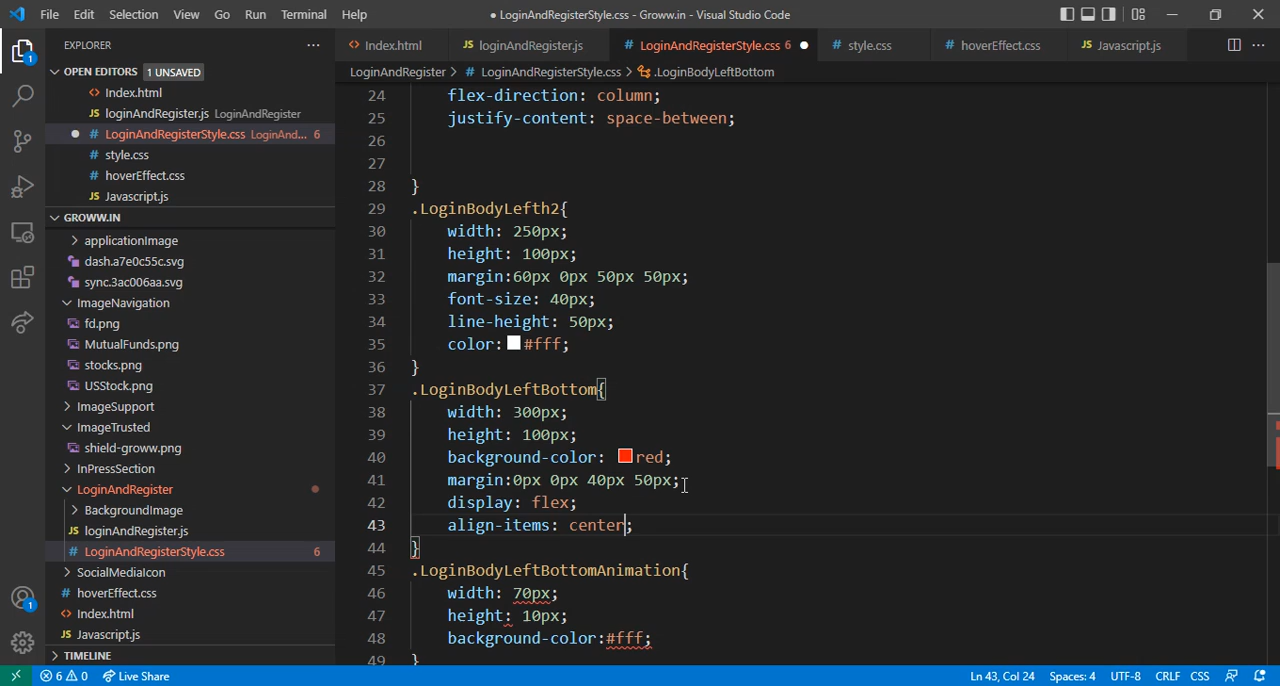 File Edit Selection View Go Run Terminal Help
● LoginAndRegisterStyle.css - Groww.in - Visual Studio Code
EXPLORER
OPEN EDITORS 1 UNSAVED
Index.html
JS loginAndRegister.js LoginAndRegister
# LoginAndRegisterStyle.css LoginAnd... 6
# style.css
# hoverEffect.css
JS Javascript.js
GROWW.IN
applicationImage
dash.a7e0c55c.svg
sync.3ac006aa.svg
ImageNavigation
fd.png
MutualFunds.png
stocks.png
USStock.png
ImageSupport
ImageTrusted
shield-groww.png
InPressSection
LoginAndRegister
BackgroundImage
JS loginAndRegister.js
# LoginAndRegisterStyle.css 6
SocialMediaIcon
# hoverEffect.css
Index.html
JS Javascript.js
TIMELINE
1
1
Index.html JS loginAndRegister.js # LoginAndRegisterStyle.css 6 # style.css # hoverEffect.css JS Javascript.js
LoginAndRegister > # LoginAndRegisterStyle.css > .LoginBodyLeftBottom
24 flex-direction: column;
25 justify-content: space-between;
26
27
28 }
29 .LoginBodyLefth2{
30 width: 250px;
31 height: 100px;
32 margin:60px 0px 50px 50px;
33 font-size: 40px;
34 line-height: 50px;
35 color: #fff;
36 }
37 .LoginBodyLeftBottom{
38 width: 300px;
39 height: 100px;
40 background-color: red;
41 margin:0px 0px 40px 50px;
42 display: flex;
43 align-items: center;
44 }
45 .LoginBodyLeftBottomAnimation{
46 width: 70px;
47 height: 10px;
48 background-color:#fff;
49 }
6 0 Live Share Ln 43, Col 24 Spaces: 4 UTF-8 CRLF CSS